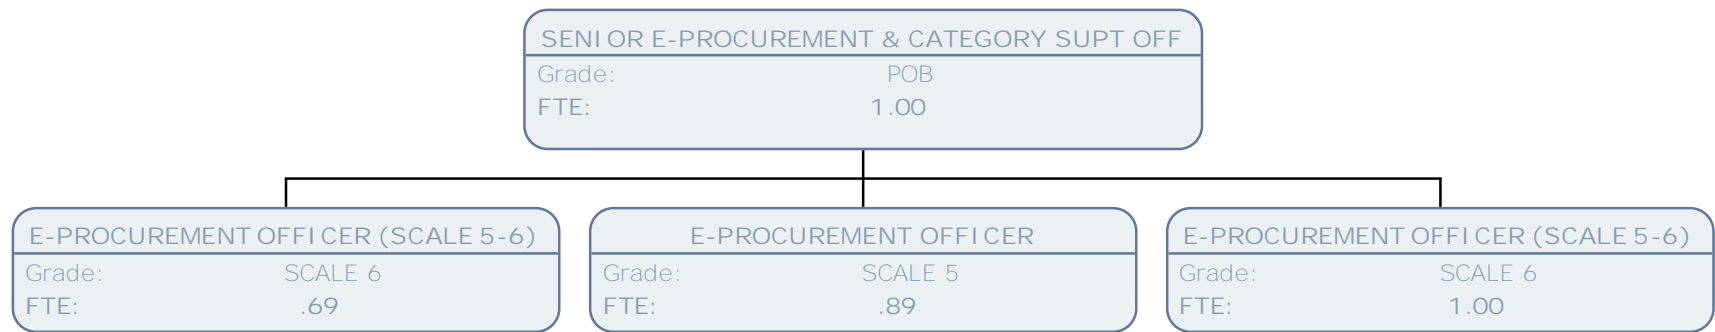 SENIOR E-PROCUREMENT & CATEGORY SUPT OFF
Grade: POB
FTE: 1.00
E-PROCUREMENT OFFICER (SCALE 5-6)
Grade: SCALE 6
FTE: .69
E-PROCUREMENT OFFICER
Grade: SCALE 5
FTE: .89
E-PROCUREMENT OFFICER (SCALE 5-6)
Grade: SCALE 6
FTE: 1.00